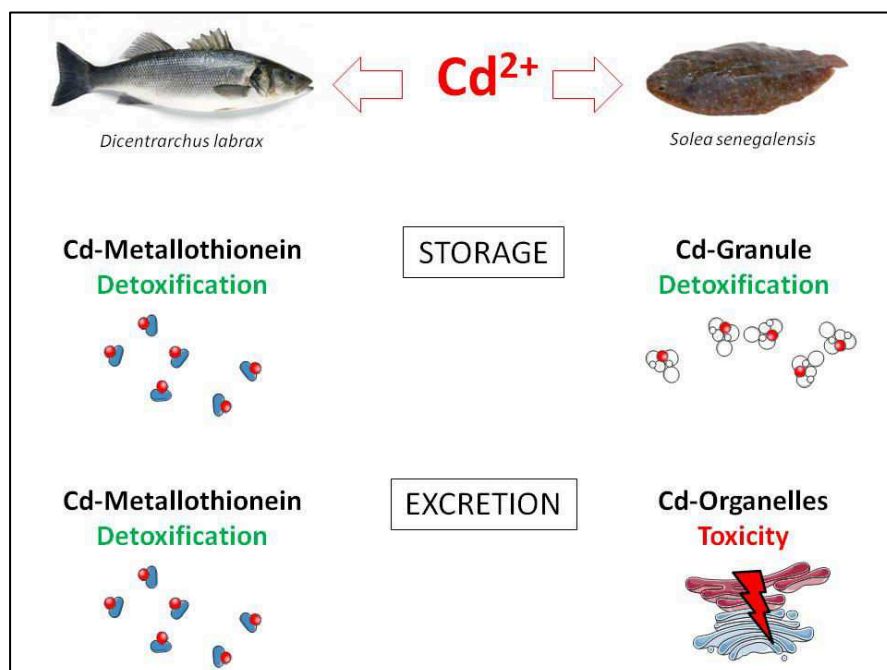 Cd²⁺
Dicentrarchus labrax
Solea senegalensis
Cd-Metallothionein
Detoxification
STORAGE
Cd-Granule
Detoxification
Cd-Metallothionein
Detoxification
EXCRETION
Cd-Organelles
Toxicity